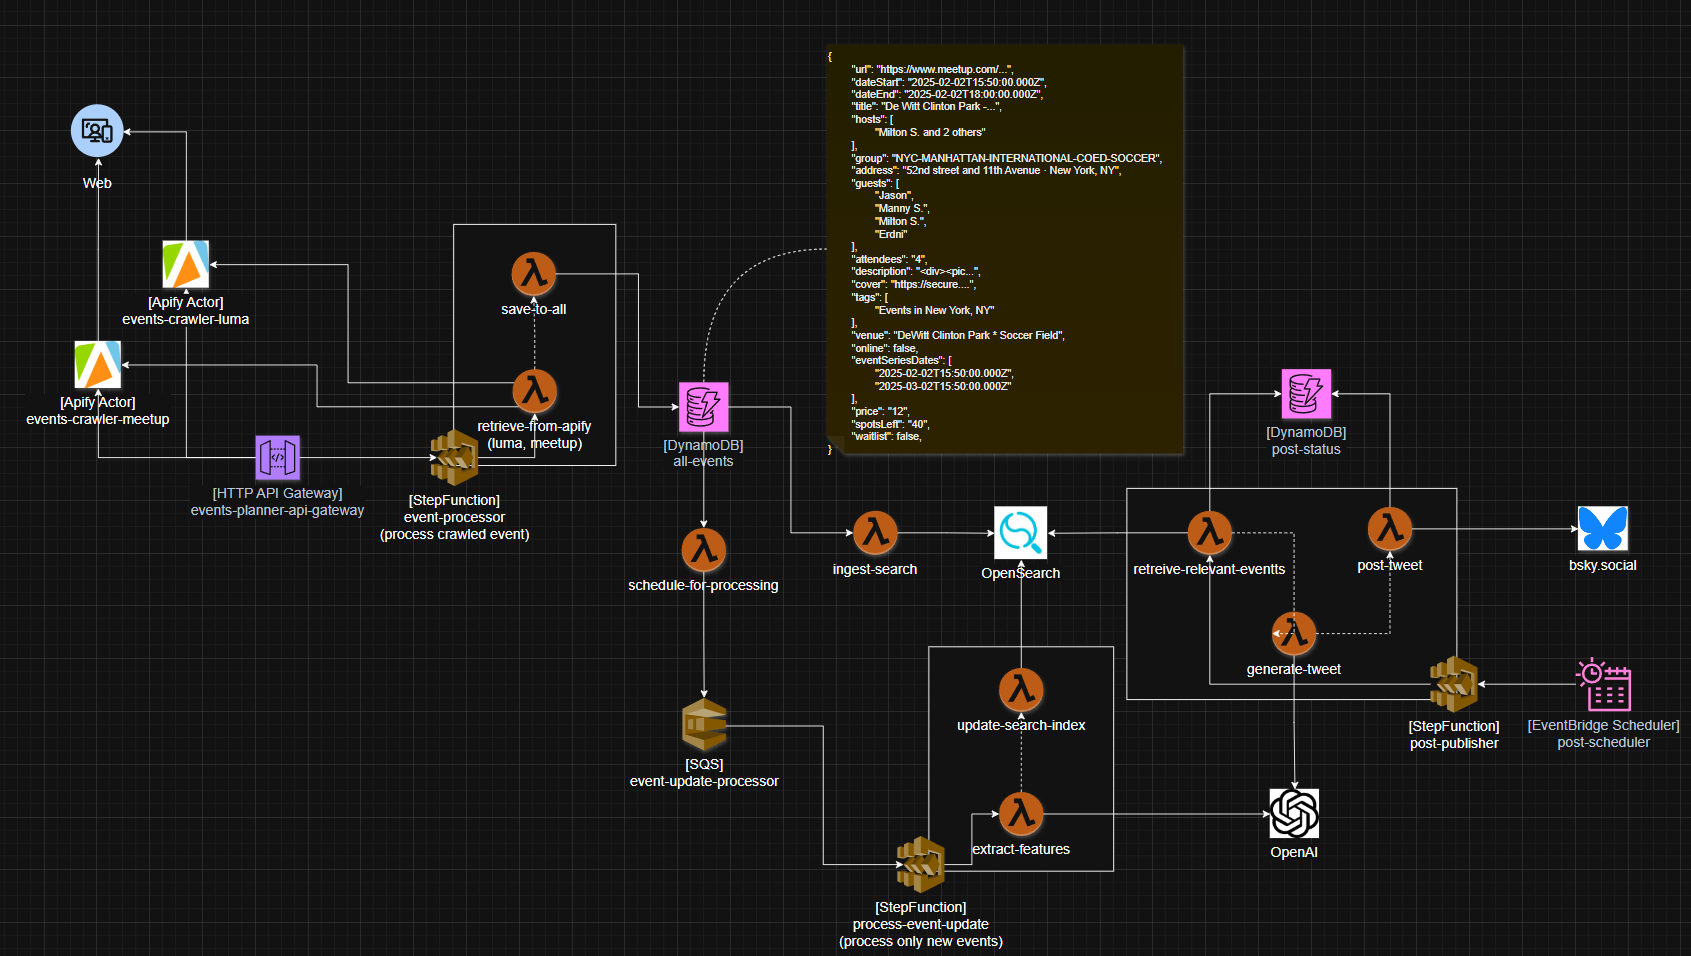 {
"url": "https://www.meetup.com/...",
"dateStart": "2025-02-02T15:50:00.000Z",
"dateEnd": "2025-02-02T18:00:00.000Z",
"title": "De Witt Clinton Park -...",
"hosts": [
"Milton S. and 2 others"
],
"group": "NYC-MANHATTAN-INTERNATIONAL-COED-SOCCER",
"address": "52nd street and 11th Avenue · New York, NY",
"guests": [
"Jason",
"Manny S.",
"Milton S.",
"Erdni"
],
"attendees": "4",
"description": "<div><pic...",
"cover": "https://secure....",
"tags": [
"Events in New York, NY"
],
"venue": "DeWitt Clinton Park * Soccer Field",
"online": false,
"eventSeriesDates": [
"2025-02-02T15:50:00.000Z",
"2025-03-02T15:50:00.000Z"
],
"price": "12",
"spotsLeft": "40",
"waitlist": false,
}
Web
[Apify Actor]
events-crawler-luma
[Apify Actor]
events-crawler-meetup
[HTTP API Gateway]
events-planner-api-gateway
save-to-all
retrieve-from-apify
(luma, meetup)
[StepFunction]
event-processor
(process crawled event)
[DynamoDB]
all-events
schedule-for-processing
[SQS]
event-update-processor
ingest-search
OpenSearch
update-search-index
extract-features
[StepFunction]
process-event-update
(process only new events)
[DynamoDB]
post-status
retreive-relevant-eventts
post-tweet
generate-tweet
bsky.social
[StepFunction]
post-publisher
[EventBridge Scheduler]
post-scheduler
OpenAI